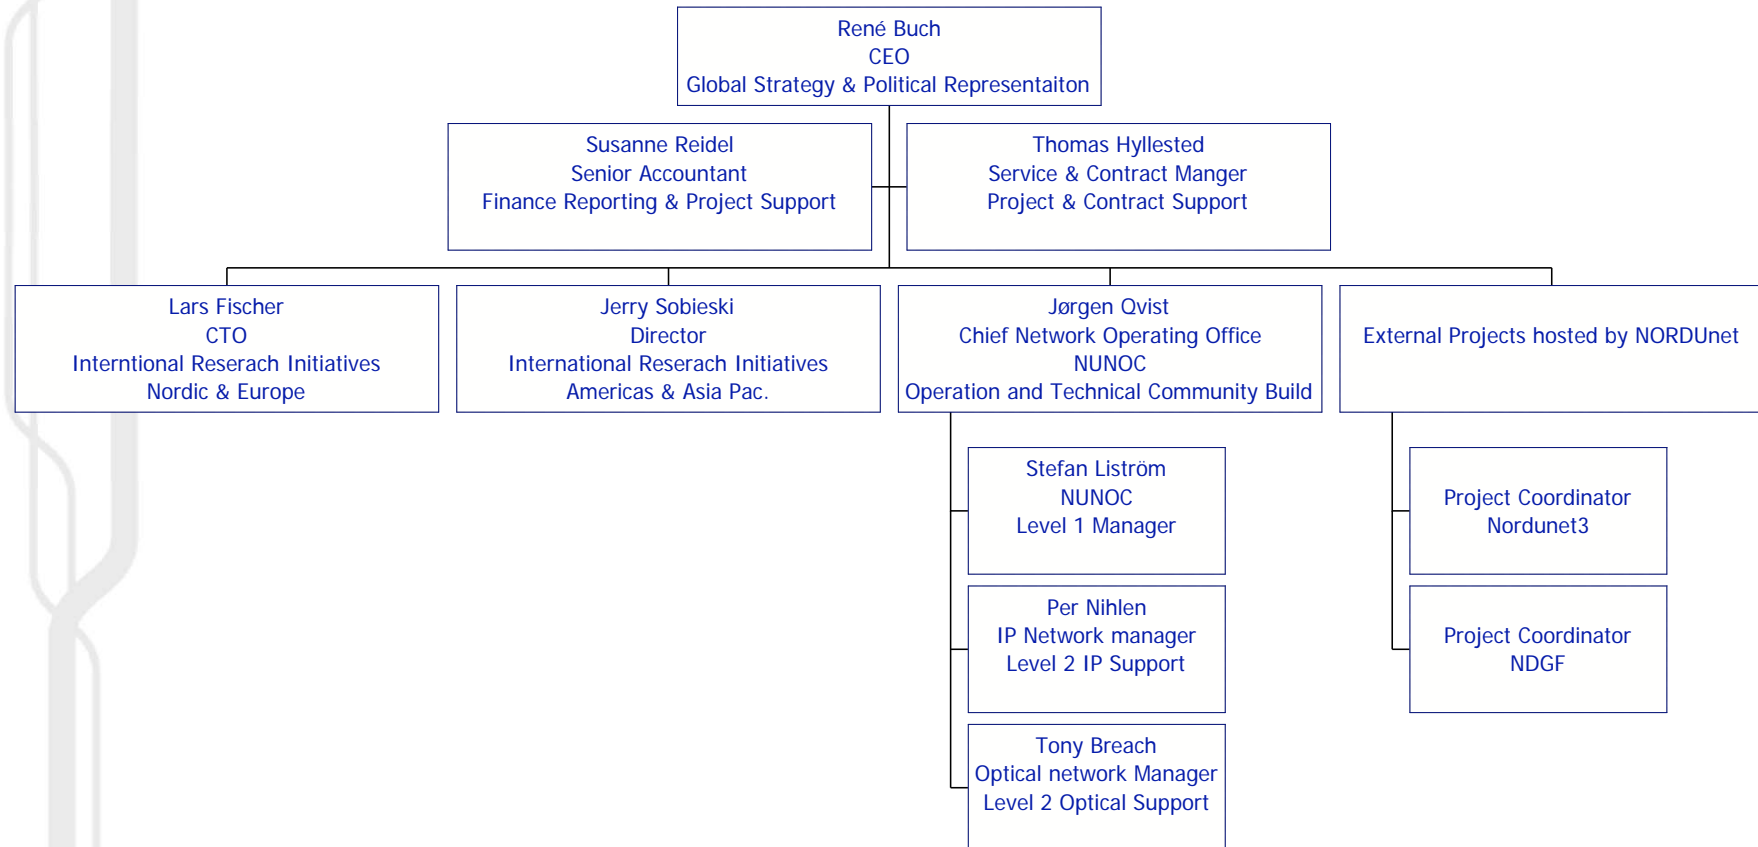 René Buch
CEO
Global Strategy & Political Representaiton
Susanne Reidel
Senior Accountant
Finance Reporting & Project Support
Thomas Hyllested
Service & Contract Manger
Project & Contract Support
Lars Fischer
CTO
Interntional Reserach Initiatives
Nordic & Europe
Jerry Sobieski
Director
International Reserach Initiatives
Americas & Asia Pac.
Jørgen Qvist
Chief Network Operating Office
NUNOC
Operation and Technical Community Build
External Projects hosted by NORDUnet
Stefan Liström
NUNOC
Level 1 Manager
Per Nihlen
IP Network manager
Level 2 IP Support
Tony Breach
Optical network Manager
Level 2 Optical Support
Project Coordinator
Nordunet3
Project Coordinator
NDGF